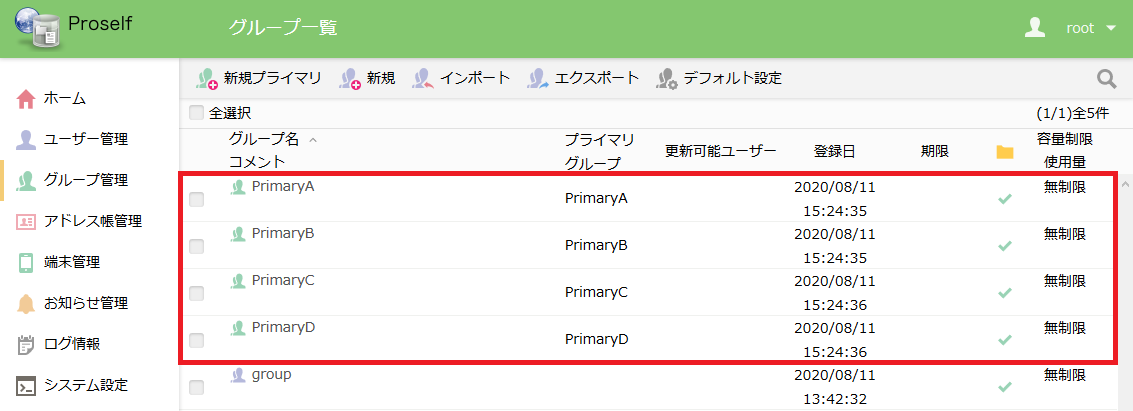 Proself
グループ一覧
root
ホーム
ユーザー管理
グループ管理
アドレス帳管理
端末管理
お知らせ管理
ログ情報
システム設定
新規プライマリ 新規 インポート エクスポート デフォルト設定
全選択 (1/1)全5件
グループ名
コメント
プライマリ
グループ
更新可能ユーザー
登録日
期限
容量制限
使用量
PrimaryA
PrimaryA
2020/08/11
15:24:35
無制限
PrimaryB
PrimaryB
2020/08/11
15:24:35
無制限
PrimaryC
PrimaryC
2020/08/11
15:24:36
無制限
PrimaryD
PrimaryD
2020/08/11
15:24:36
無制限
group
2020/08/11
13:42:32
無制限